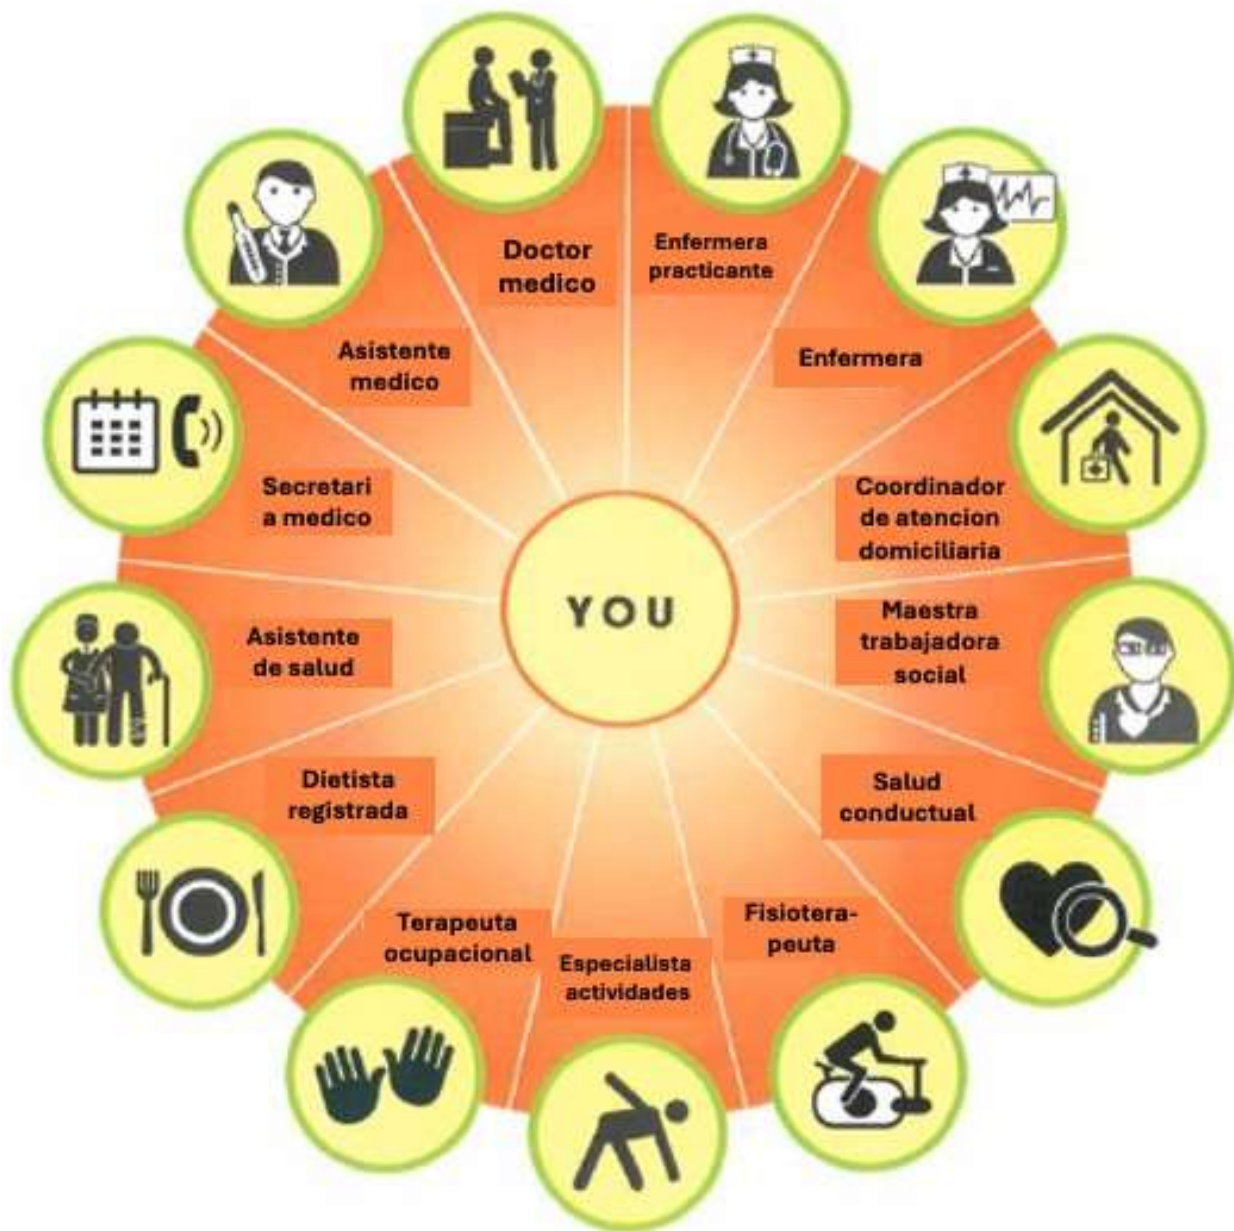 Doctor
medico
Enfermera
practicante
Enfermera
Coordinador
de atencion
domiciliaria
Maestra
trabajadora
social
Salud
conductual
Fisiotera-
peuta
Especialista
actividades
Terapeuta
ocupacional
Dietista
registrada
Asistente
de salud
Secretari
a medico
Asistente
medico
YOU